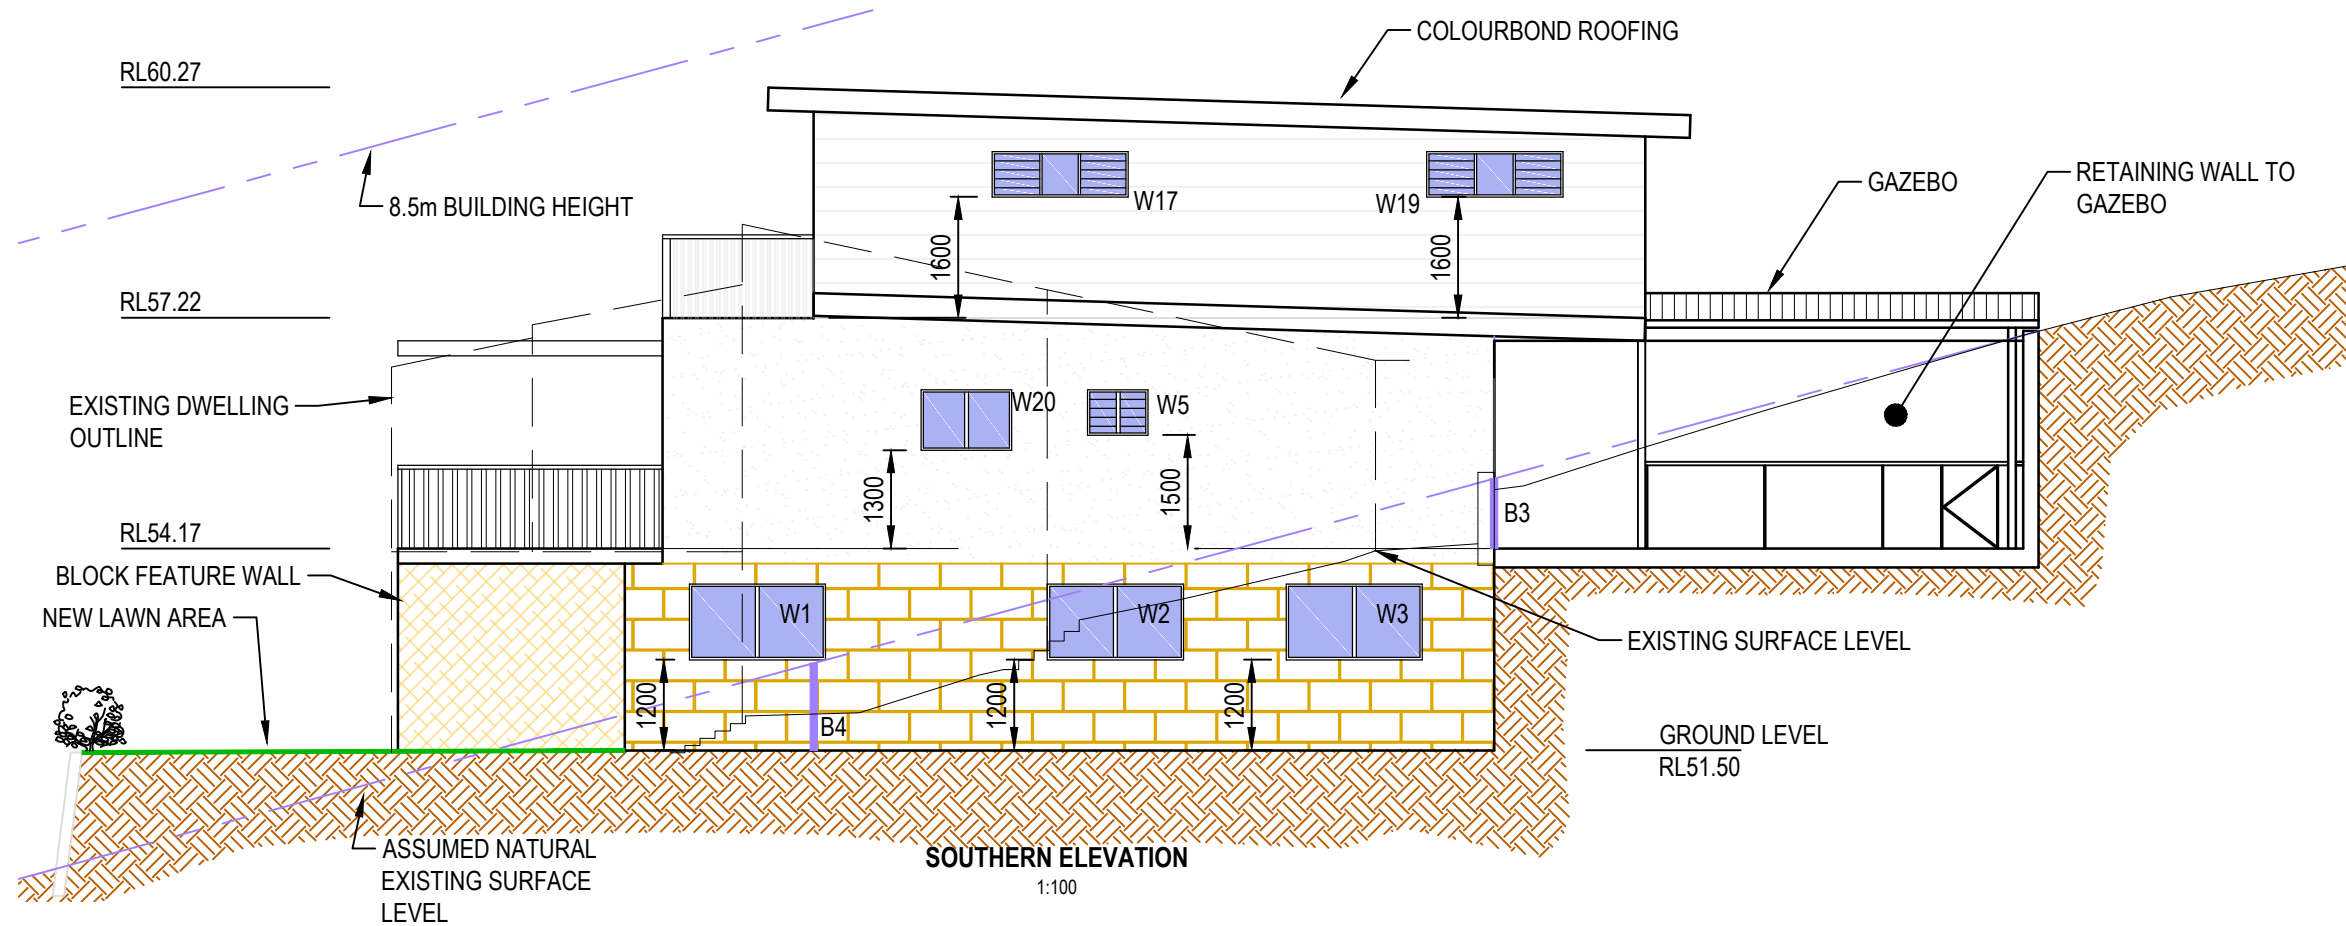 COLOURBOND ROOFING
RL60.27
8.5m BUILDING HEIGHT
W17
W19
GAZEBO
RETAINING WALL TO
GAZEBO
1600
1600
RL57.22
EXISTING DWELLING
OUTLINE
W20
W5
1300
1500
B3
RL54.17
BLOCK FEATURE WALL
NEW LAWN AREA
W1
W2
W3
EXISTING SURFACE LEVEL
1200
B4
1200
1200
GROUND LEVEL
RL51.50
ASSUMED NATURAL
EXISTING SURFACE
LEVEL
SOUTHERN ELEVATION
1:100